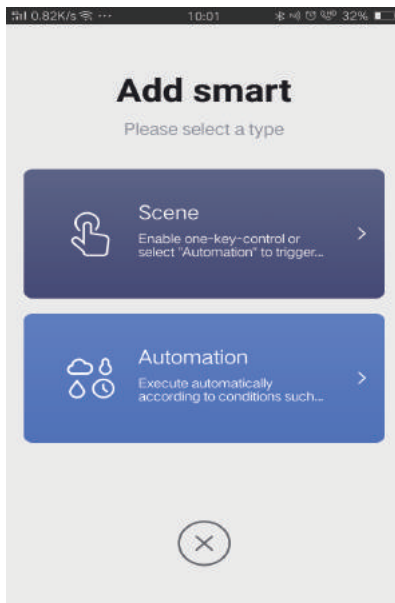 0.82K/s ... 10:01 32%
Add smart
Please select a type
Scene
Enable one-key-control or
select "Automation" to trigger...
Automation
Execute automatically
according to conditions such...